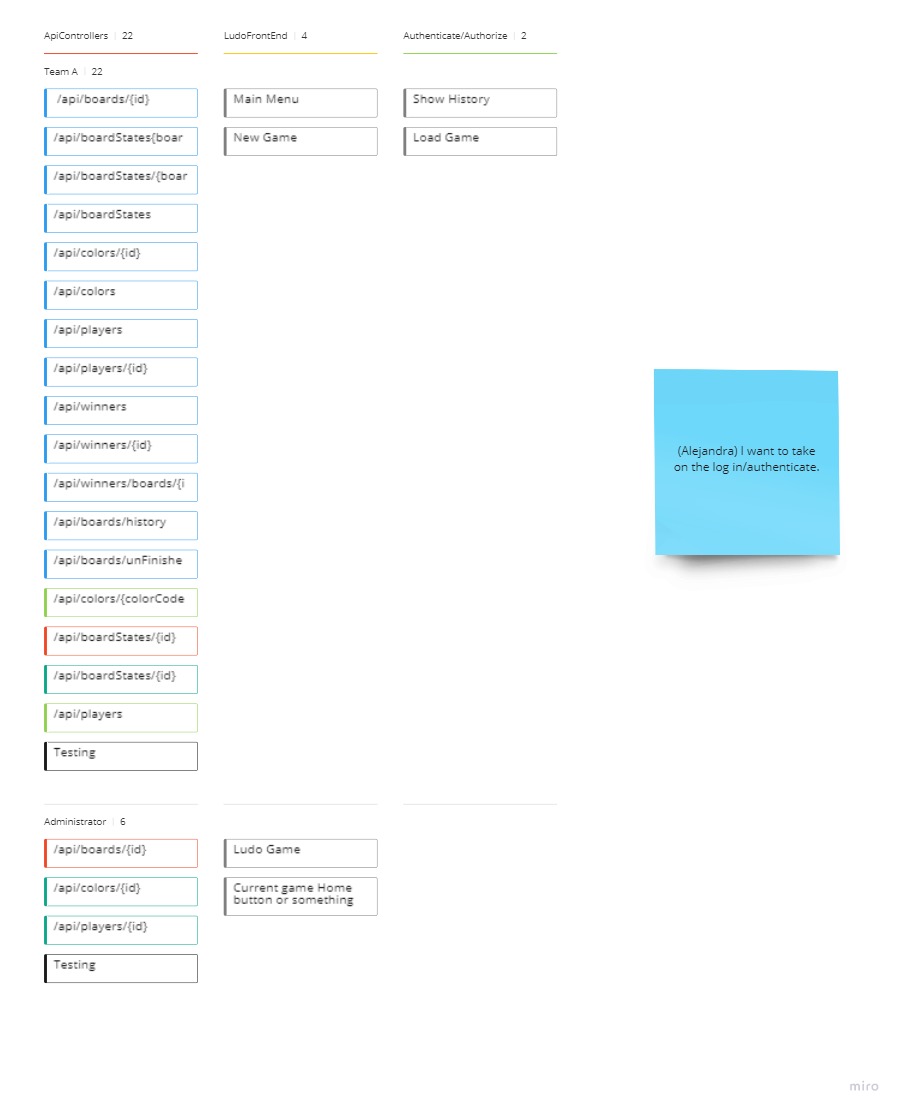 ApiControllers | 22
LudoFrontEnd | 4
Authenticate/Authorize | 2
Team A | 22
/api/boards/{id}
/api/boardStates{boar
/api/boardStates/{boar
/api/boardStates
/api/colors/{id}
/api/colors
/api/players
/api/players/{id}
/api/winners
/api/winners/{id}
/api/winners/boards/{i
/api/boards/history
/api/boards/unFinishe
/api/colors/{colorCode
/api/boardStates/{id}
/api/boardStates/{id}
/api/players
Testing
Main Menu
New Game
Show History
Load Game
(Alejandra) I want to take
on the log in/authenticate.
Administrator | 6
/api/boards/{id}
/api/colors/{id}
/api/players/{id}
Testing
Ludo Game
Current game Home
button or something
miro